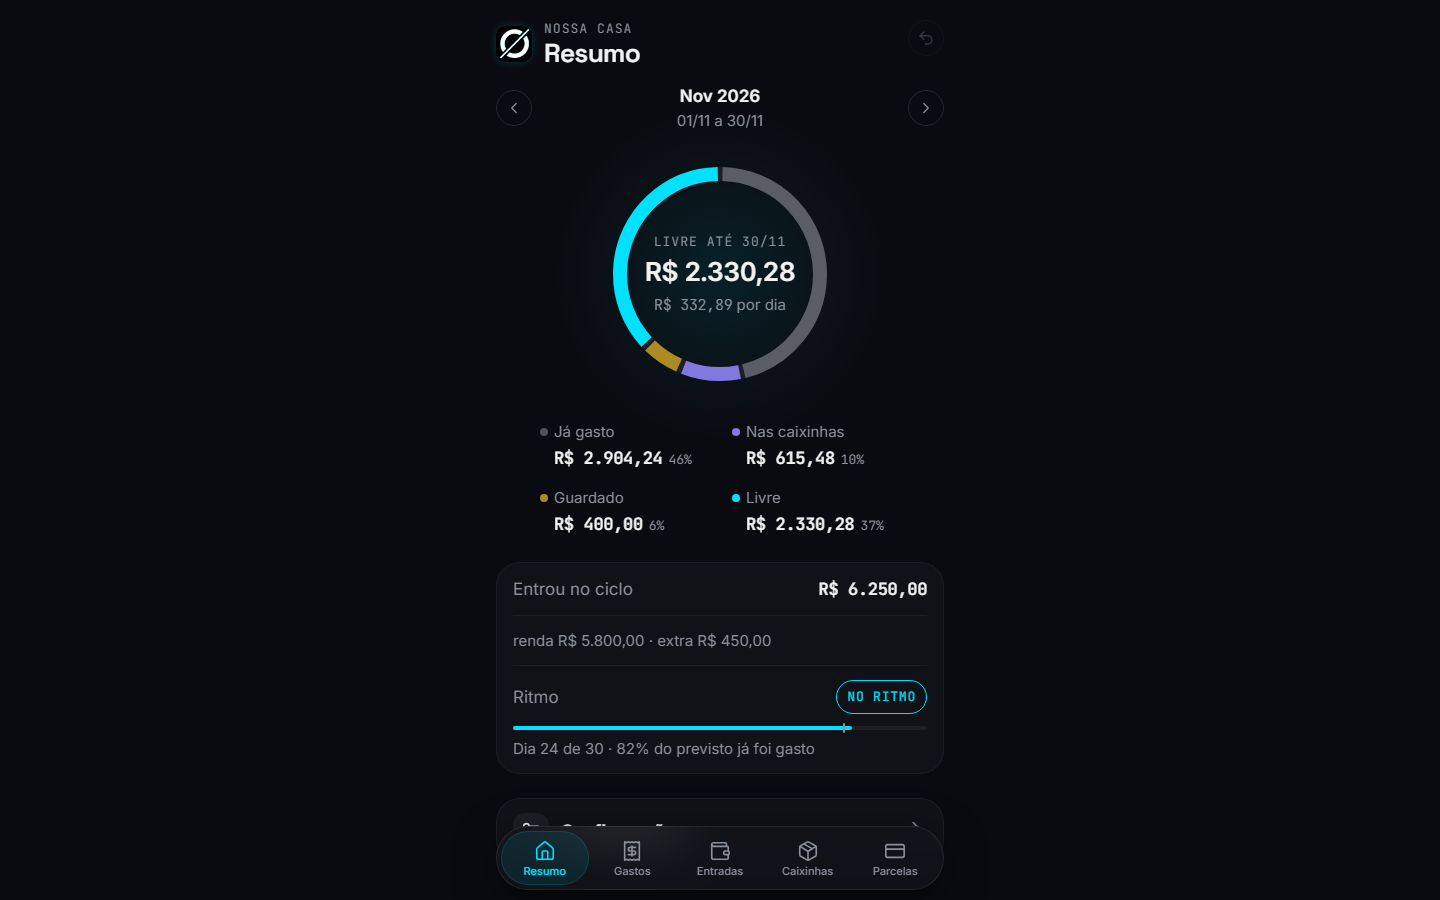 NOSSA CASA
Resumo
Nov 2026
01/11 a 30/11
LIVRE ATÉ 30/11
R$ 2.330,28
R$ 332,89 por dia
Já gasto
R$ 2.904,24 46%
Nas caixinhas
R$ 615,48 10%
Guardado
R$ 400,00 6%
Livre
R$ 2.330,28 37%
Entrou no ciclo R$ 6.250,00
renda R$ 5.800,00 · extra R$ 450,00
Ritmo NO RITMO
Dia 24 de 30 · 82% do previsto já foi gasto
Resumo Gastos Entradas Caixinhas Parcelas